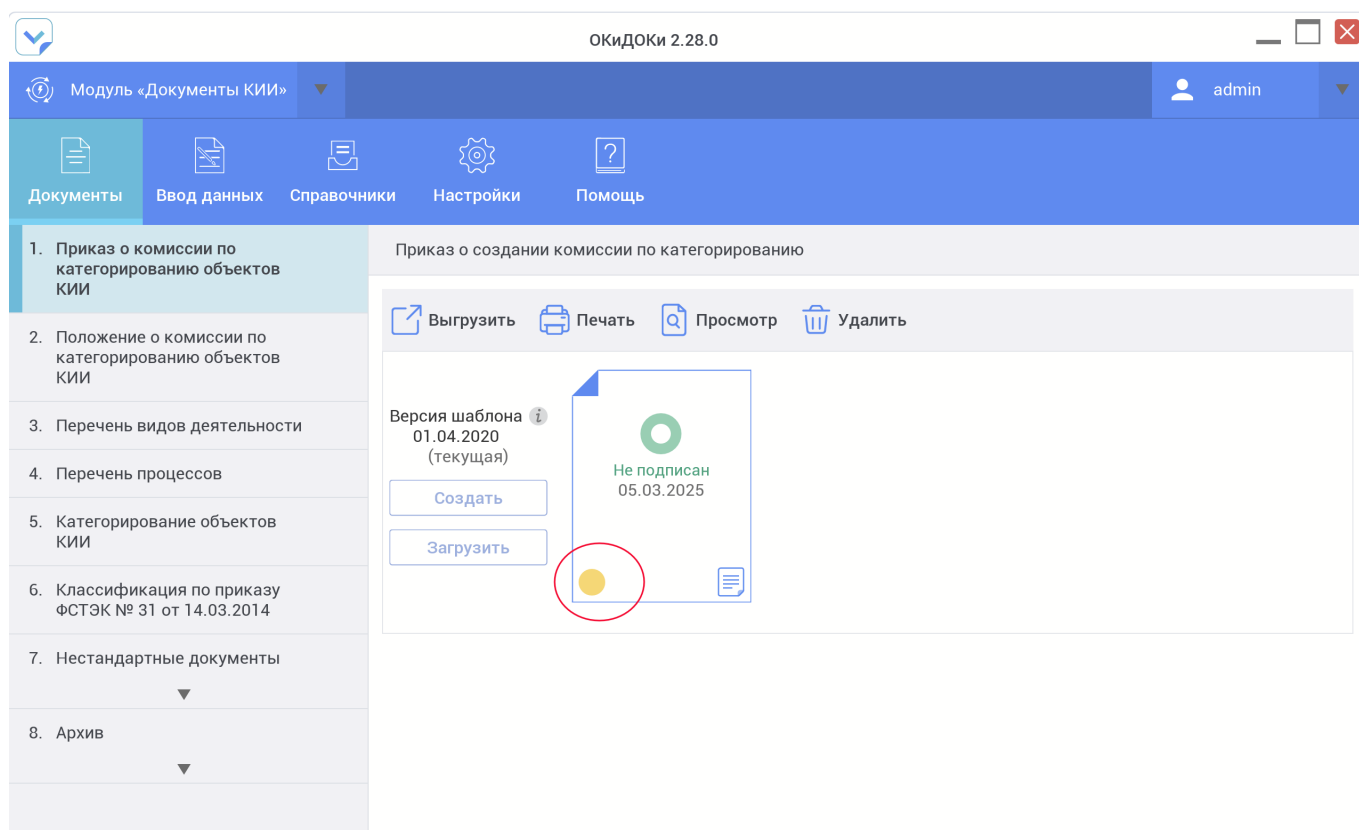 ОКиДОКи 2.28.0
Модуль «Документы КИИ»
admin
Документы
Ввод данных
Справочники
Настройки
Помощь
1. Приказ о комиссии по
категорированию объектов
КИИ
2. Положение о комиссии по
категорированию объектов
КИИ
3. Перечень видов деятельности
4. Перечень процессов
5. Категорирование объектов
КИИ
6. Классификация по приказу
ФСТЭК № 31 от 14.03.2014
7. Нестандартные документы
8. Архив
Приказ о создании комиссии по категорированию
Выгрузить
Печать
Просмотр
Удалить
Версия шаблона i
01.04.2020
(текущая)
Создать
Загрузить
Не подписан
05.03.2025